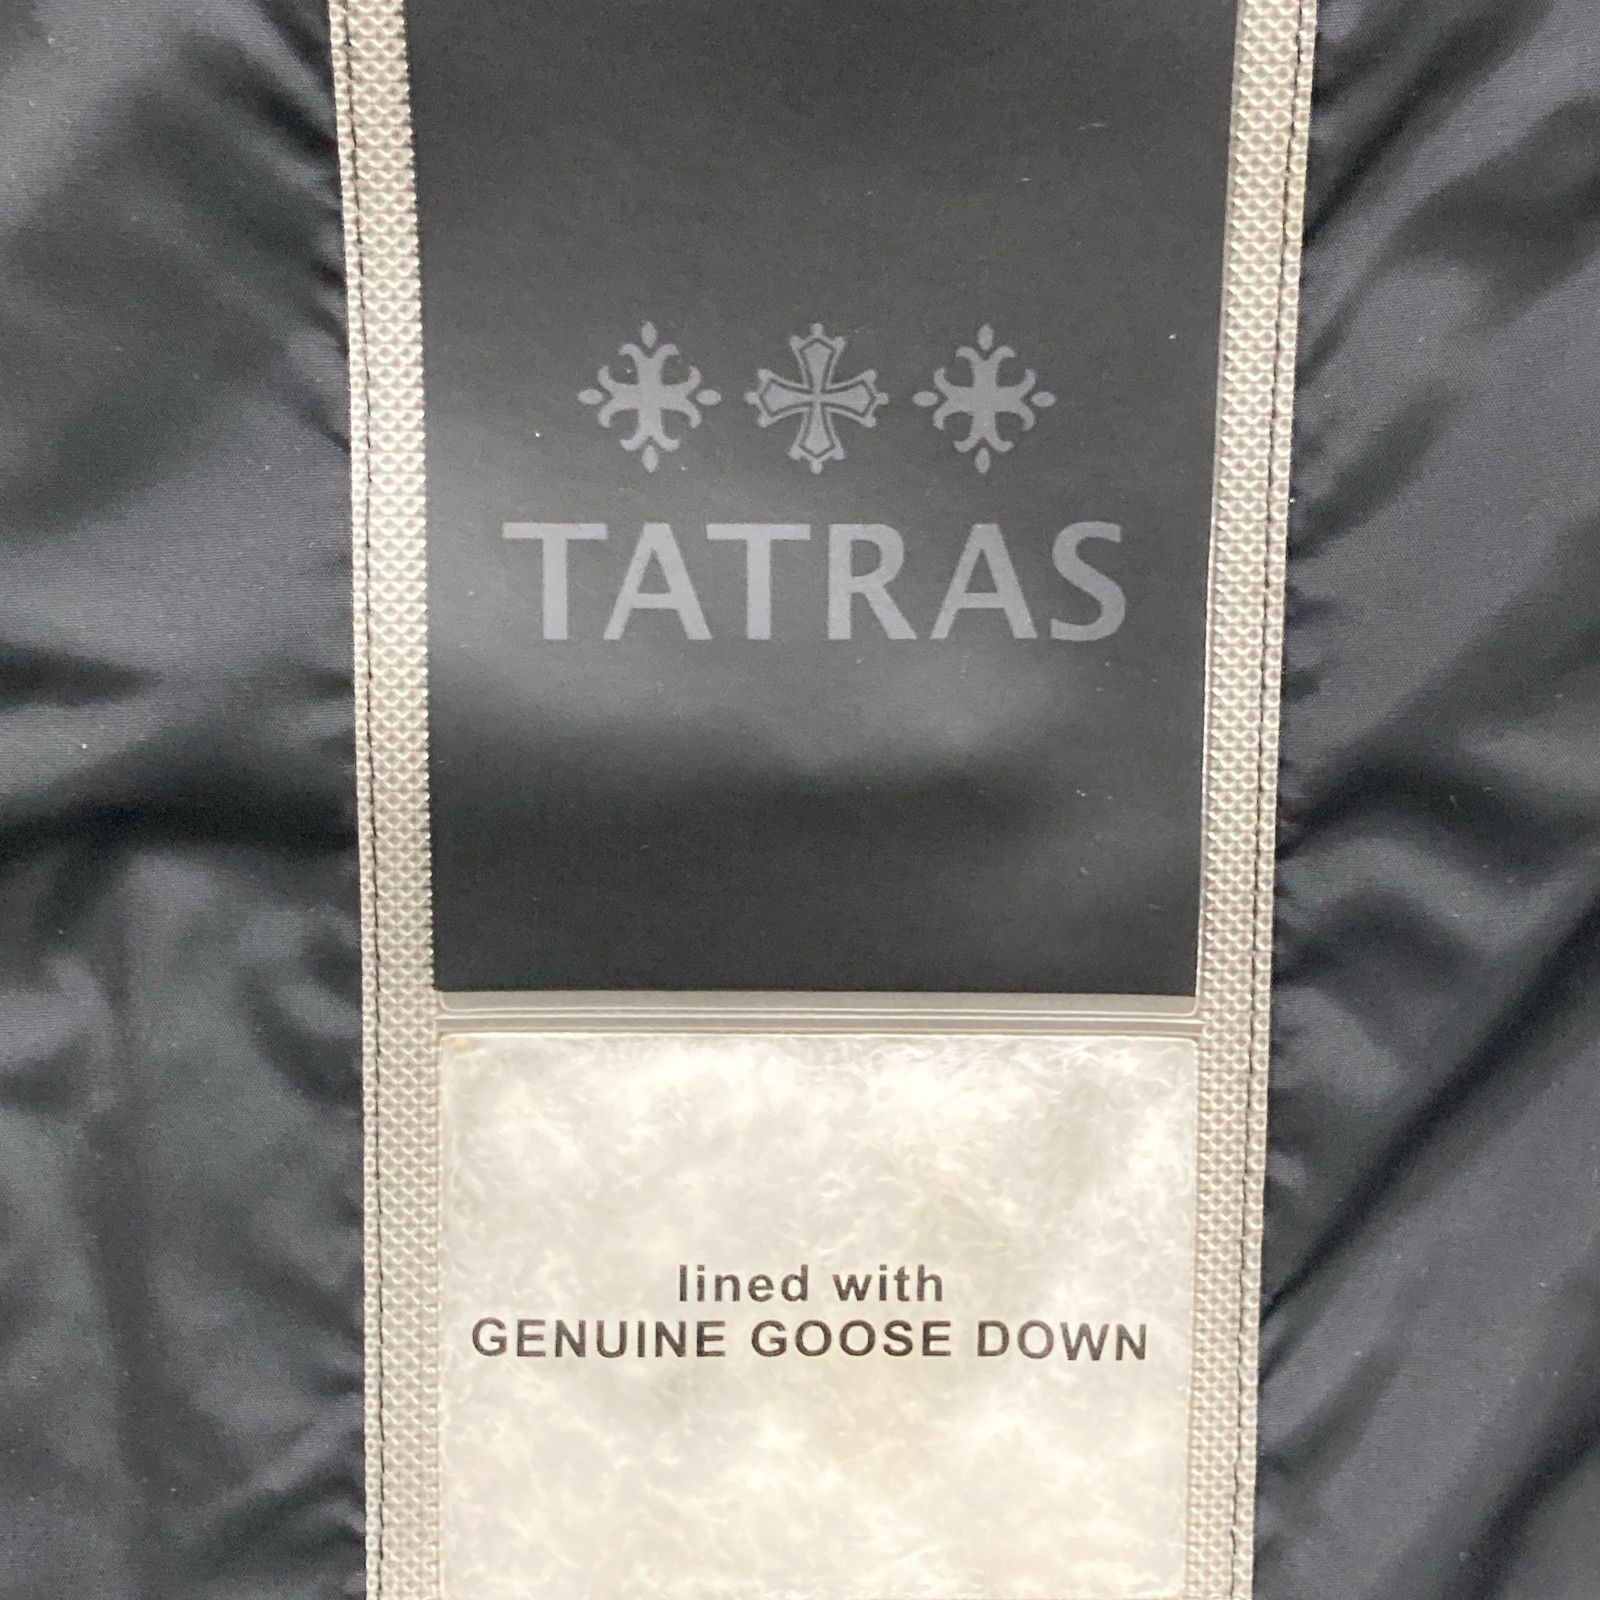 TATRAS
lined with
GENUINE GOOSE DOWN